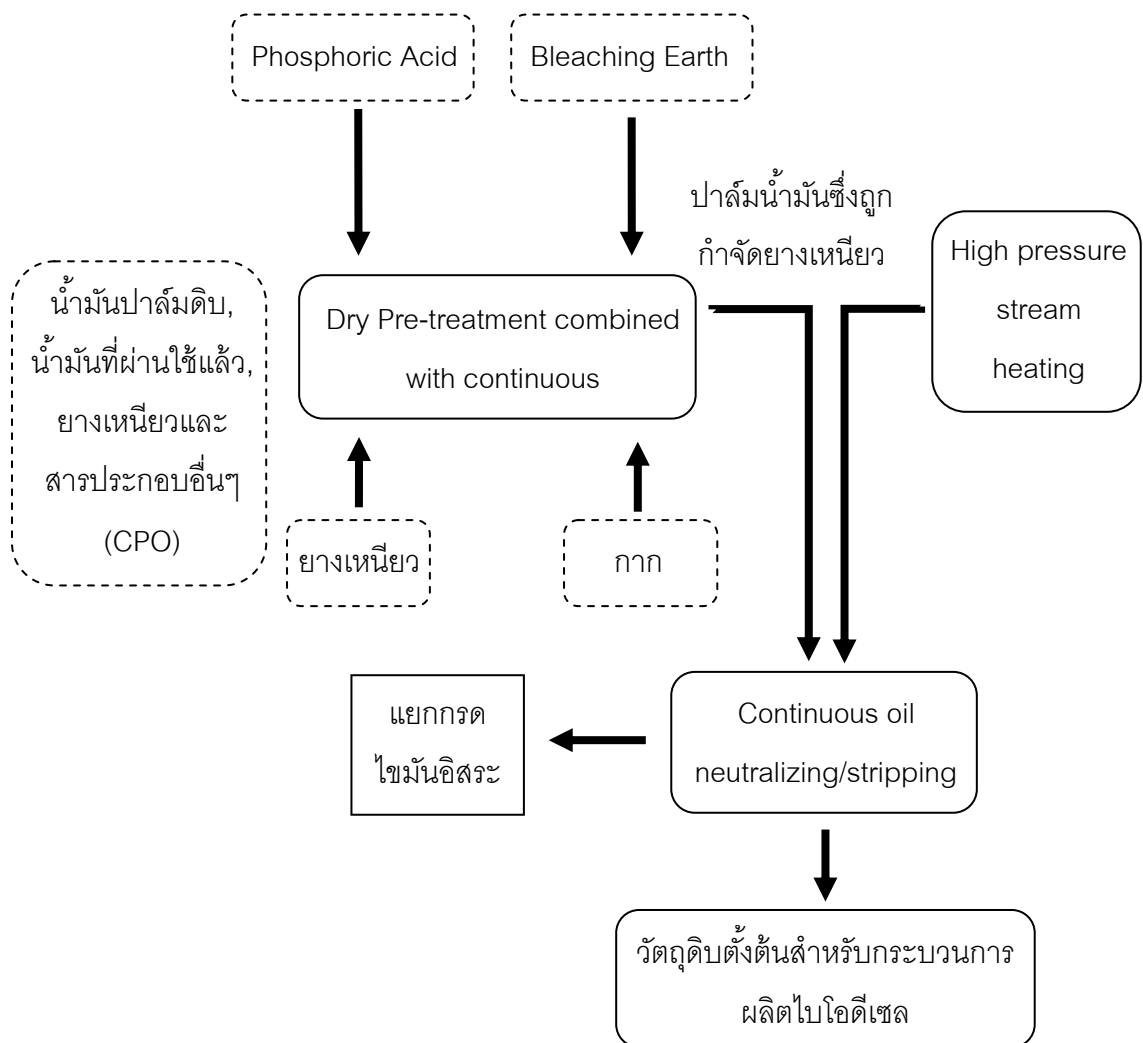 Phosphoric Acid
Bleaching Earth
ปาล์มน้ำมันซึ่งถูก
กำจัดยางเหนียว
High pressure
stream
heating
น้ำมันปาล์มดิบ,
น้ำมันที่ผ่านใช้แล้ว,
ยางเหนียวและ
สารประกอบอื่นๆ
(CPO)
Dry Pre-treatment combined
with continuous
ยางเหนียว
กาก
แยกกรด
ไขมันอิสระ
Continuous oil
neutralizing/stripping
วัตถุดิบตั้งต้นสำหรับกระบวนการ
ผลิตไบโอดีเซล